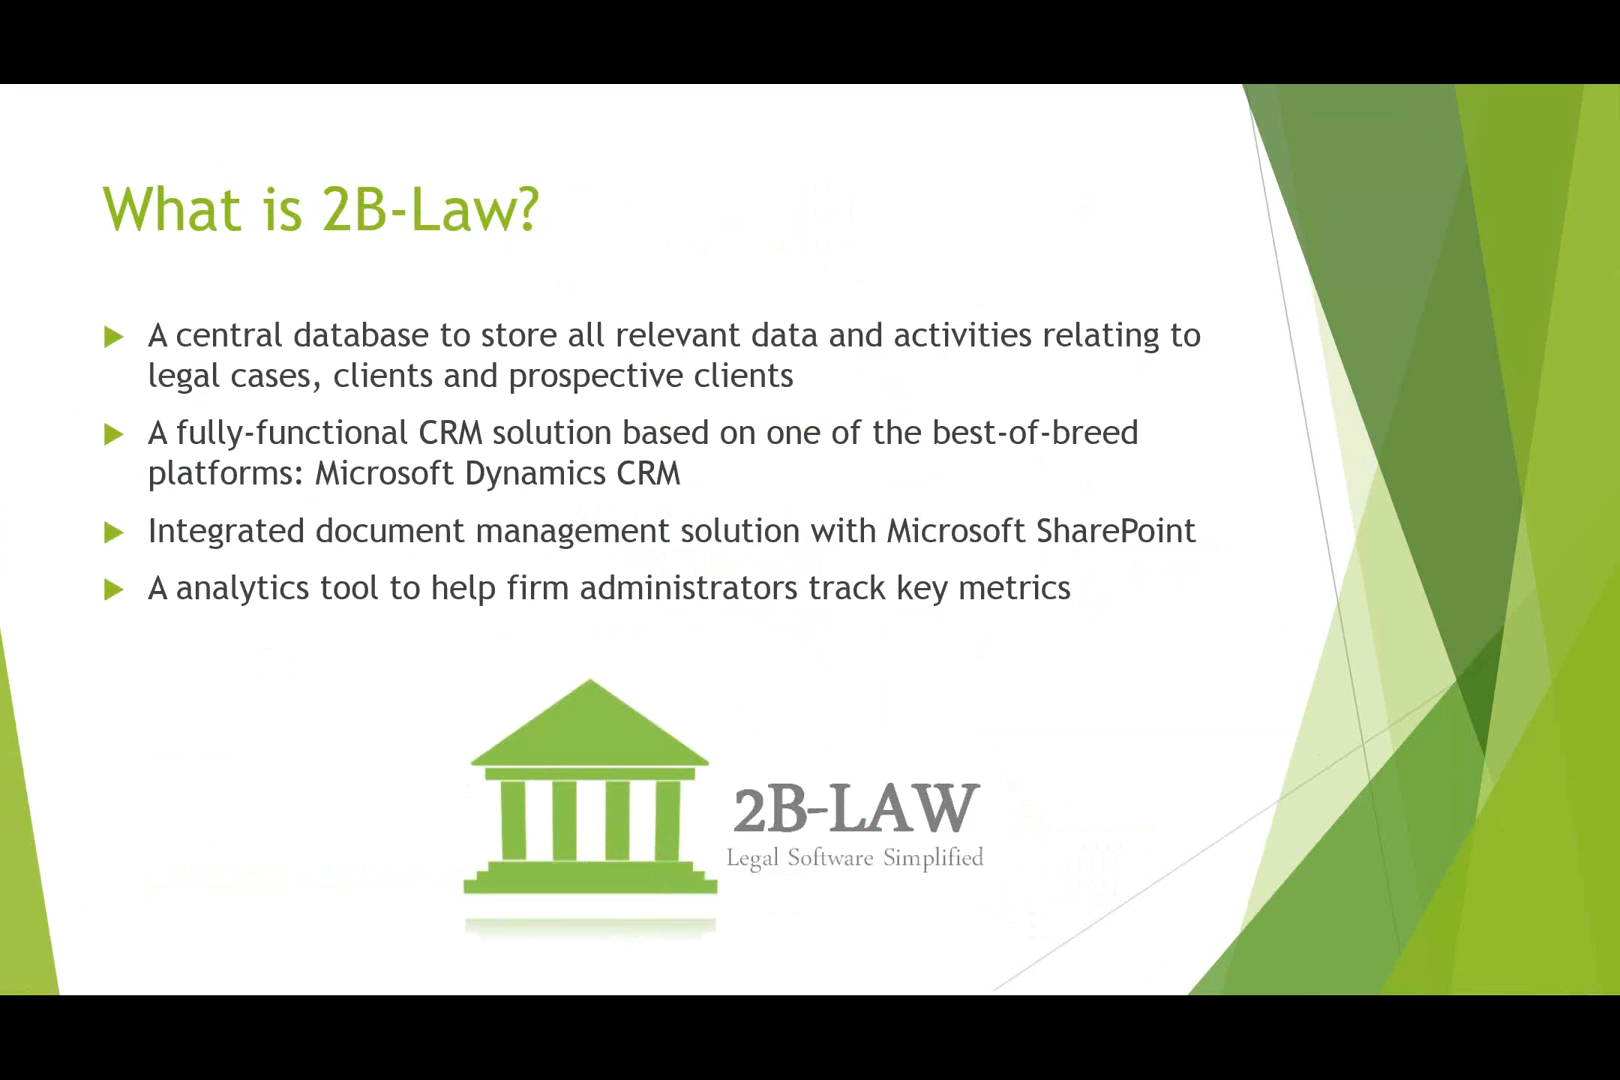 What is 2B-Law?
A central database to store all relevant data and activities relating to
legal cases, clients and prospective clients
A fully-functional CRM solution based on one of the best-of-breed
platforms: Microsoft Dynamics CRM
Integrated document management solution with Microsoft SharePoint
A analytics tool to help firm administrators track key metrics
2B-LAW
Legal Software Simplified